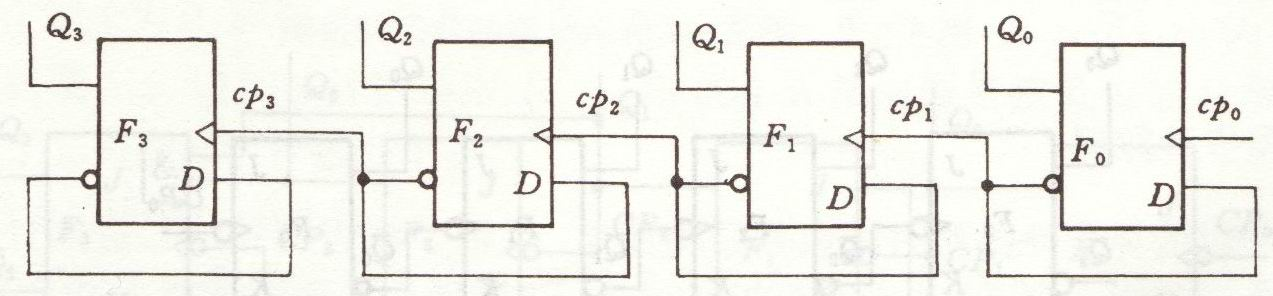 Q₃ Q₂ Q₁ Q₀
cp₃ cp₂ cp₁ cp₀
F₃ F₂ F₁ F₀
D D D D